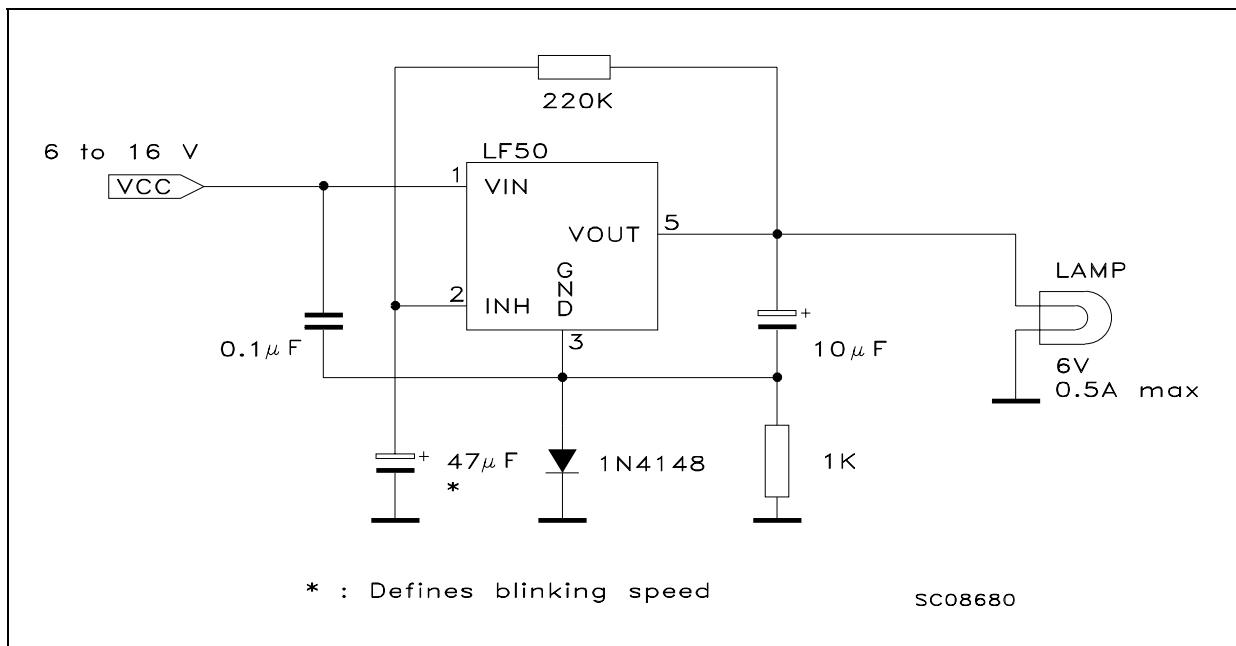 220K
6 to 16 V
VCC
LF50
1
VIN
VOUT
5
GND
2
INH
3
0.1μF
10μF
LAMP
6V
0.5A max
47μF
*
1N4148
1K
* : Defines blinking speed
SC08680
+
+